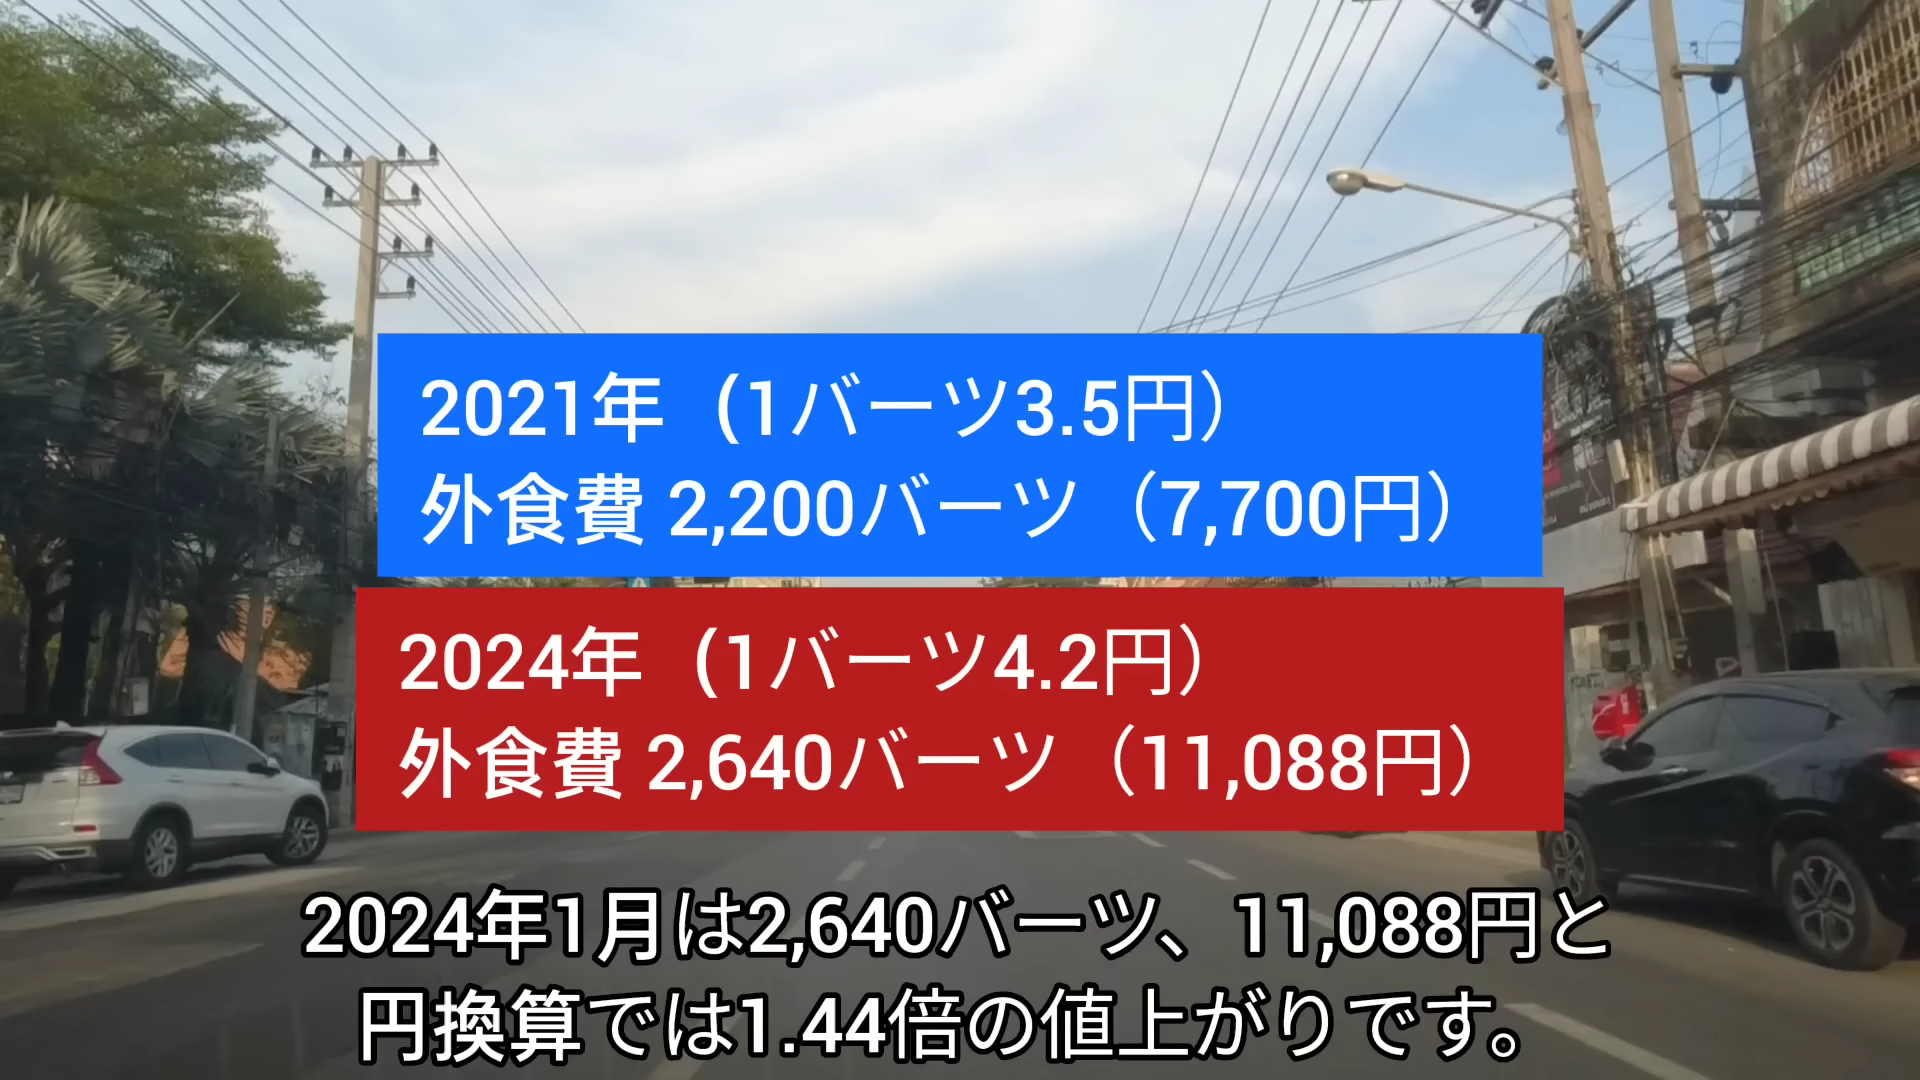 2021年（1バーツ3.5円）
外食費 2,200バーツ（7,700円）
2024年（1バーツ4.2円）
外食費 2,640バーツ（11,088円）
2024年1月は2,640バーツ、11,088円と
円換算では1.44倍の値上がりです。